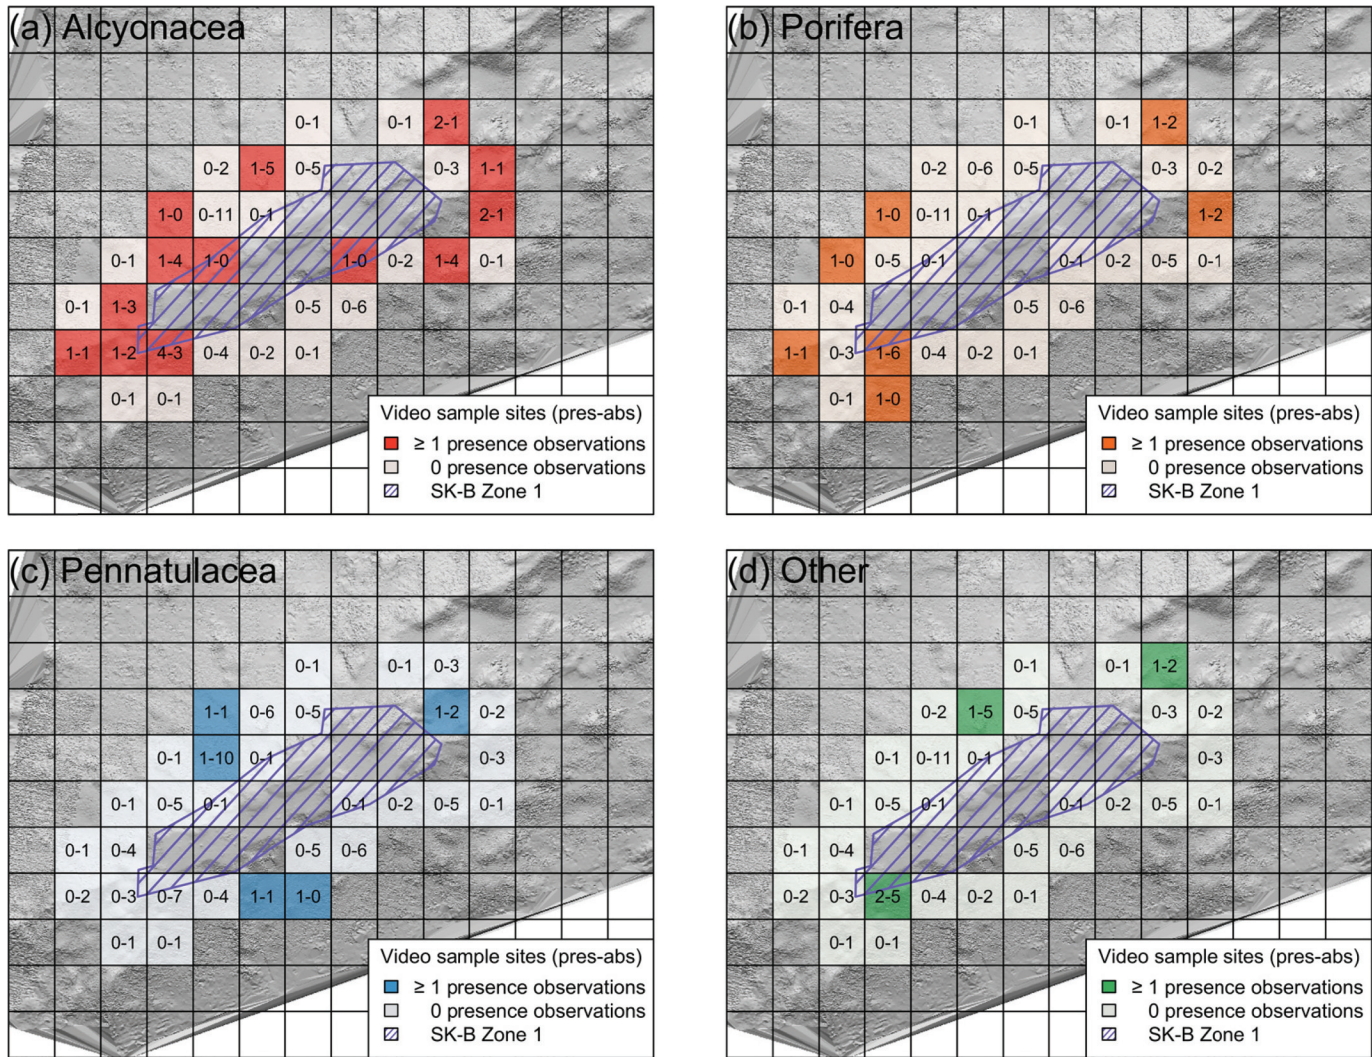 (a) Alcyonacea
0-1 0-1 2-1
0-2 1-5 0-5 0-3 1-1
1-0 0-11 0-1 2-1
0-1 1-4 1-0 1-0 0-2 1-4 0-1
0-1 1-3 0-5 0-6
1-1 1-2 4-3 0-4 0-2 0-1
0-1 0-1
Video sample sites (pres-abs)
≥ 1 presence observations
0 presence observations
SK-B Zone 1
(b) Porifera
0-1 0-1 1-2
0-2 0-6 0-5 0-3 0-2
1-0 0-11 0-1 1-2
1-0 0-5 0-1 0-1 0-2 0-5 0-1
0-1 0-4 0-5 0-6
1-1 0-3 1-6 0-4 0-2 0-1
0-1 1-0
Video sample sites (pres-abs)
≥ 1 presence observations
0 presence observations
SK-B Zone 1
(c) Pennatulacea
0-1 0-1 0-3
1-1 0-6 0-5 1-2 0-2
0-1 1-10 0-1 0-3
0-1 0-5 0-1 0-1 0-2 0-5 0-1
0-1 0-4 0-5 0-6
0-2 0-3 0-7 0-4 1-1 1-0
0-1 0-1
Video sample sites (pres-abs)
≥ 1 presence observations
0 presence observations
SK-B Zone 1
(d) Other
0-1 0-1 1-2
0-2 1-5 0-5 0-3 0-2
0-1 0-11 0-1 0-3
0-1 0-5 0-1 0-1 0-2 0-5 0-1
0-1 0-4 0-5 0-6
0-2 0-3 2-5 0-4 0-2 0-1
0-1 0-1
Video sample sites (pres-abs)
≥ 1 presence observations
0 presence observations
SK-B Zone 1